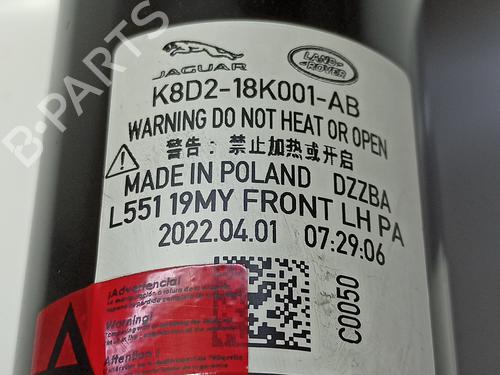 JAGUAR
LAND-
ROVER
K8D2-18K001-AB
WARNING DO NOT HEAT OR OPEN
警告: 禁止加热或开启
MADE IN POLAND DZZBA
L551 19MY FRONT LH PA
2022.04.01 07:29:06
C0050
B-PARTS
¡Advertencia!
Warning!
Attention !
A